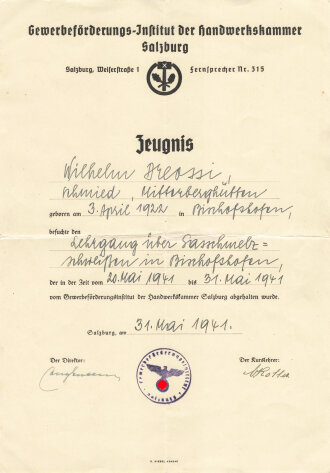 Gewerbeförderungs-Institut der Handwerkskammer
Salzburg
Salzburg, Weiserstraße 1 Fernsprecher Nr. 315
Zeugnis
Wilhelm Breossi,
Schmied, Mitterberghütten
geboren am 3. April 1922 in Bischofshofen,
besuchte den
Lehrgang über Gasschmelz=
schweißen in Bischofshofen,
der in der Zeit vom 20. Mai 1941 bis 31. Mai 1941
vom Gewerbeförderungsinstitut der Handwerkskammer Salzburg abgehalten wurde.
Salzburg, am 31. Mai 1941.
Der Direktor: Der Kursleiter: